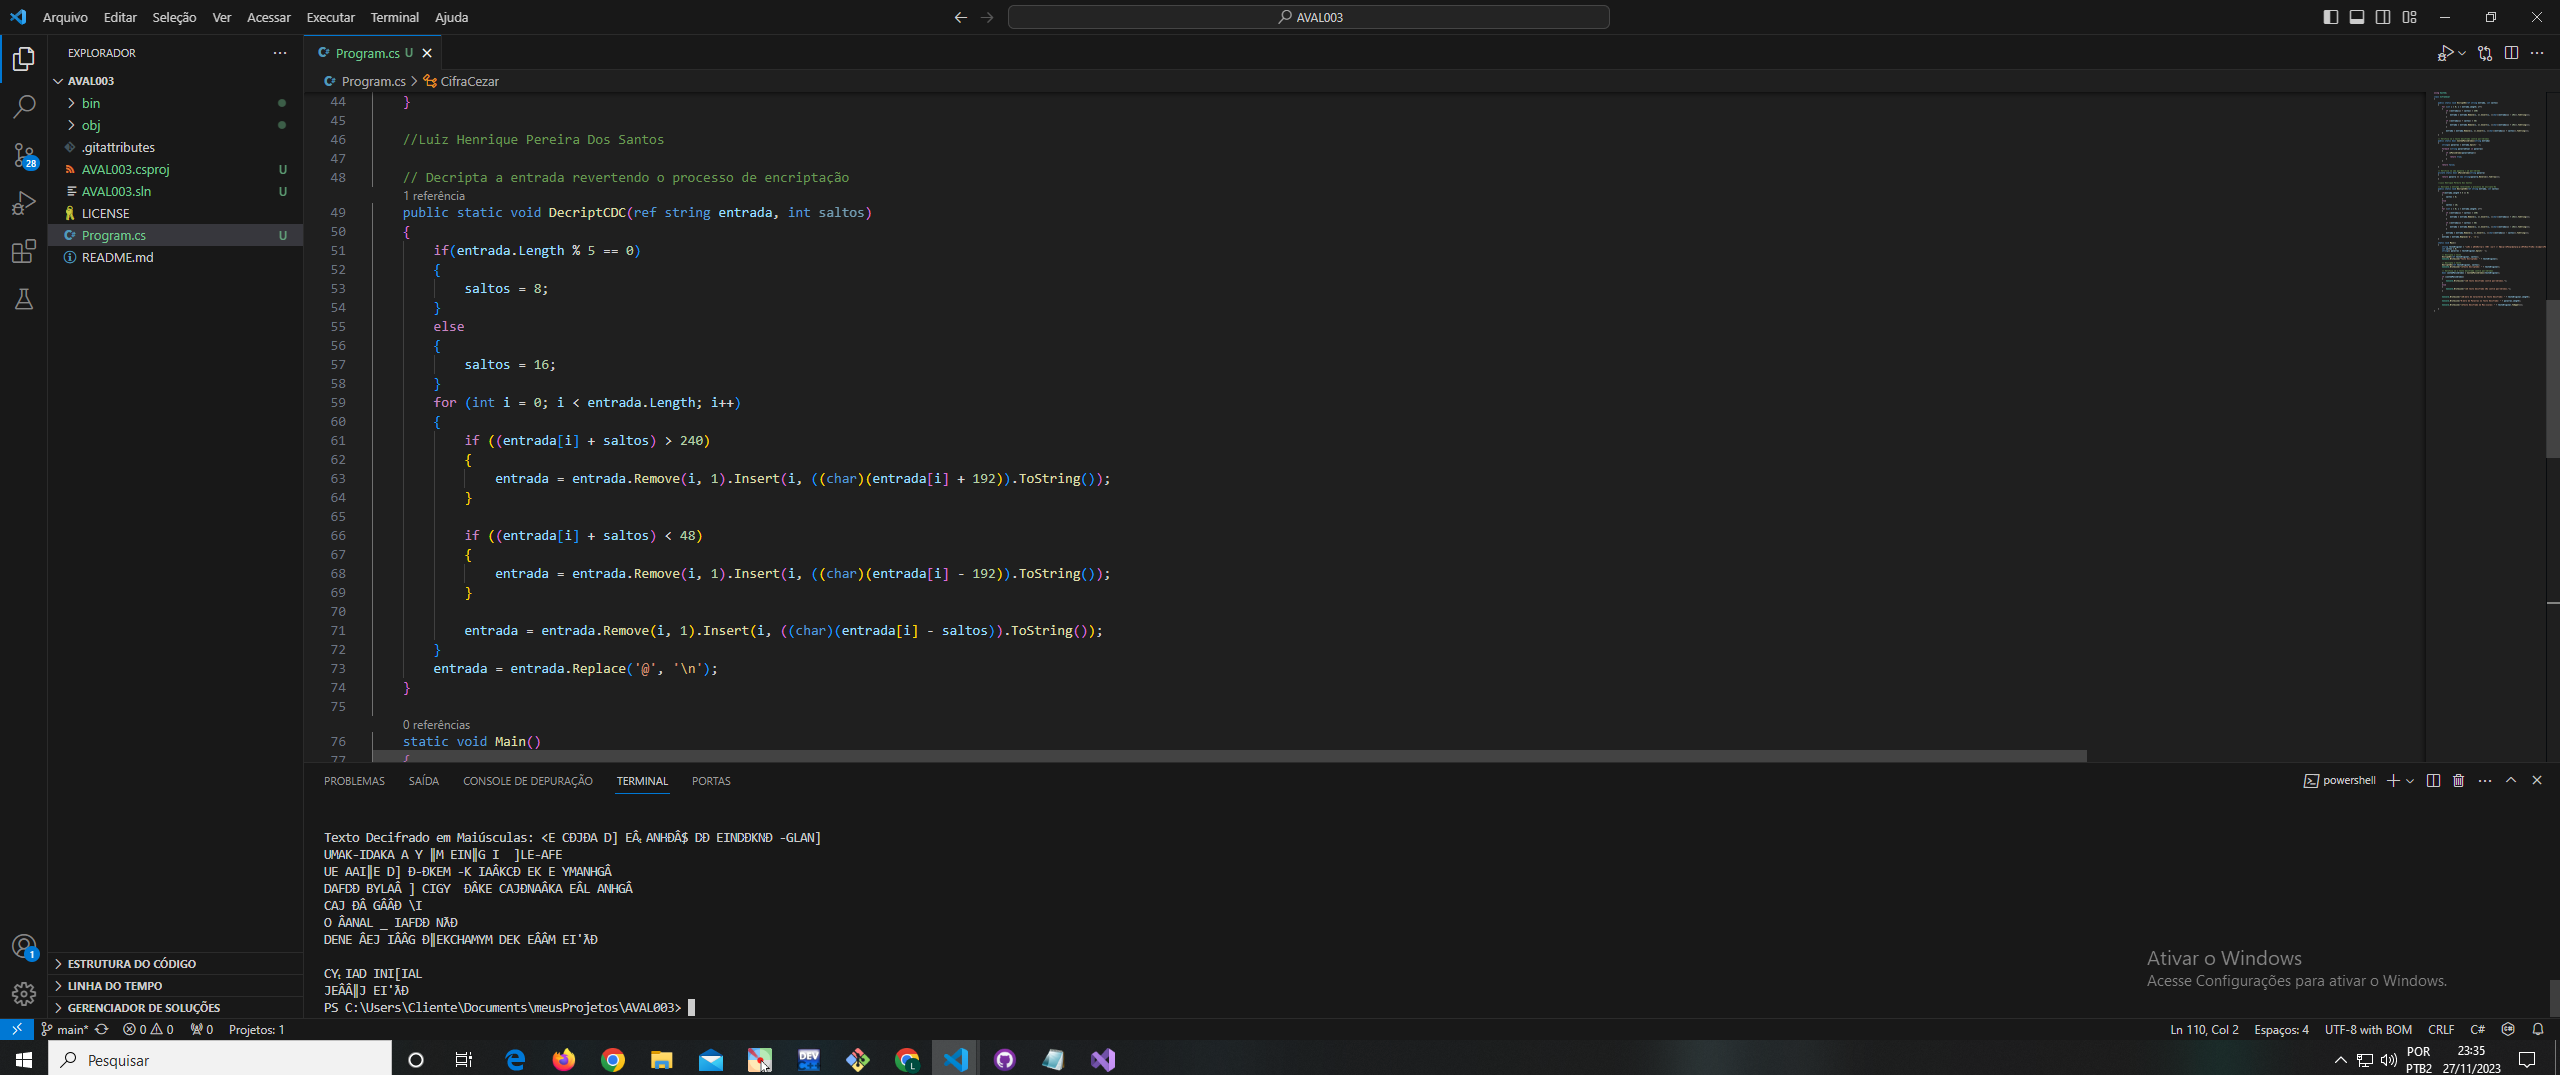 Arquivo Editar Seleção Ver Acessar Executar Terminal Ajuda
AVAL003
EXPLORADOR
Program.cs U
AVAL003
Program.cs > CifraCezar
bin
obj
.gitattributes
28
AVAL003.csproj U
AVAL003.sln U
LICENSE
Program.cs U
README.md
44 }
45
46 //Luiz Henrique Pereira Dos Santos
47
48 // Decripta a entrada revertendo o processo de encriptação
1 referência
49 public static void DecriptCDC(ref string entrada, int saltos)
50 {
51 if(entrada.Length % 5 == 0)
52 {
53 saltos = 8;
54 }
55 else
56 {
57 saltos = 16;
58 }
59 for (int i = 0; i < entrada.Length; i++)
60 {
61 if ((entrada[i] + saltos) > 240)
62 {
63 entrada = entrada.Remove(i, 1).Insert(i, ((char)(entrada[i] + 192)).ToString());
64 }
65
66 if ((entrada[i] + saltos) < 48)
67 {
68 entrada = entrada.Remove(i, 1).Insert(i, ((char)(entrada[i] - 192)).ToString());
69 }
70
71 entrada = entrada.Remove(i, 1).Insert(i, ((char)(entrada[i] - saltos)).ToString());
72 }
73 entrada = entrada.Replace('@', '\n');
74 }
75
0 referências
76 static void Main()
77 {
PROBLEMAS SAÍDA CONSOLE DE DEPURAÇÃO TERMINAL PORTAS
powershell
Texto Decifrado em Maiúsculas: <E CÐJÐA D] EÂ ANHÐÂ$ DÐ EINDÐKNÐ -GLAN]
UMAK-IDAKA A Y ‖M EIN‖G I ]LE-AFE
UE AAI‖E D] Ð-ÐKEM -K IAÂKCÐ EK E YMANHGÂ
DAFDÐ BYLAÂ ] CIGY ÐÂKE CAJÐNAÂKA EÂL ANHGÂ
CAJ ÐÂ GÂÂÐ \I
O ÂANAL _ IAFDÐ NƛÐ
DENE ÂEJ IÂÂG Ð‖EKCHAMYM DEK EÂÂM EI'ƛÐ
CY IAD INI[IAL
JEÂÂ‖J EI'ƛÐ
PS C:\Users\Cliente\Documents\meusProjetos\AVAL003>
1
ESTRUTURA DO CÓDIGO
LINHA DO TEMPO
GERENCIADOR DE SOLUÇÕES
Ativar o Windows
Acesse Configurações para ativar o Windows.
main* 0 0 0 Projetos: 1
Ln 110, Col 2 Espaços: 4 UTF-8 with BOM CRLF C#
Pesquisar
DEV C++
L
POR
PTB2
23:35
27/11/2023